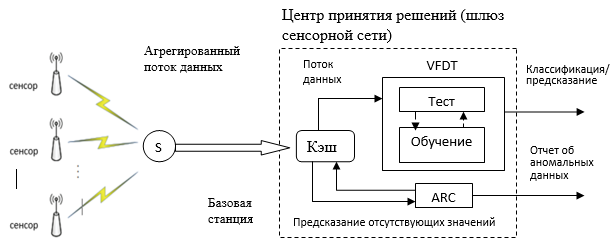 Центр принятия решений (шлюз
сенсорной сети)
Агрегированный
поток данных
Поток
данных
VFDT
Классификация/
предсказание
сенсор
Тест
сенсор
S
Кэш
Обучение
Отчет об
аномальных
данных
Базовая
станция
ARC
сенсор
Предсказание отсутствующих значений